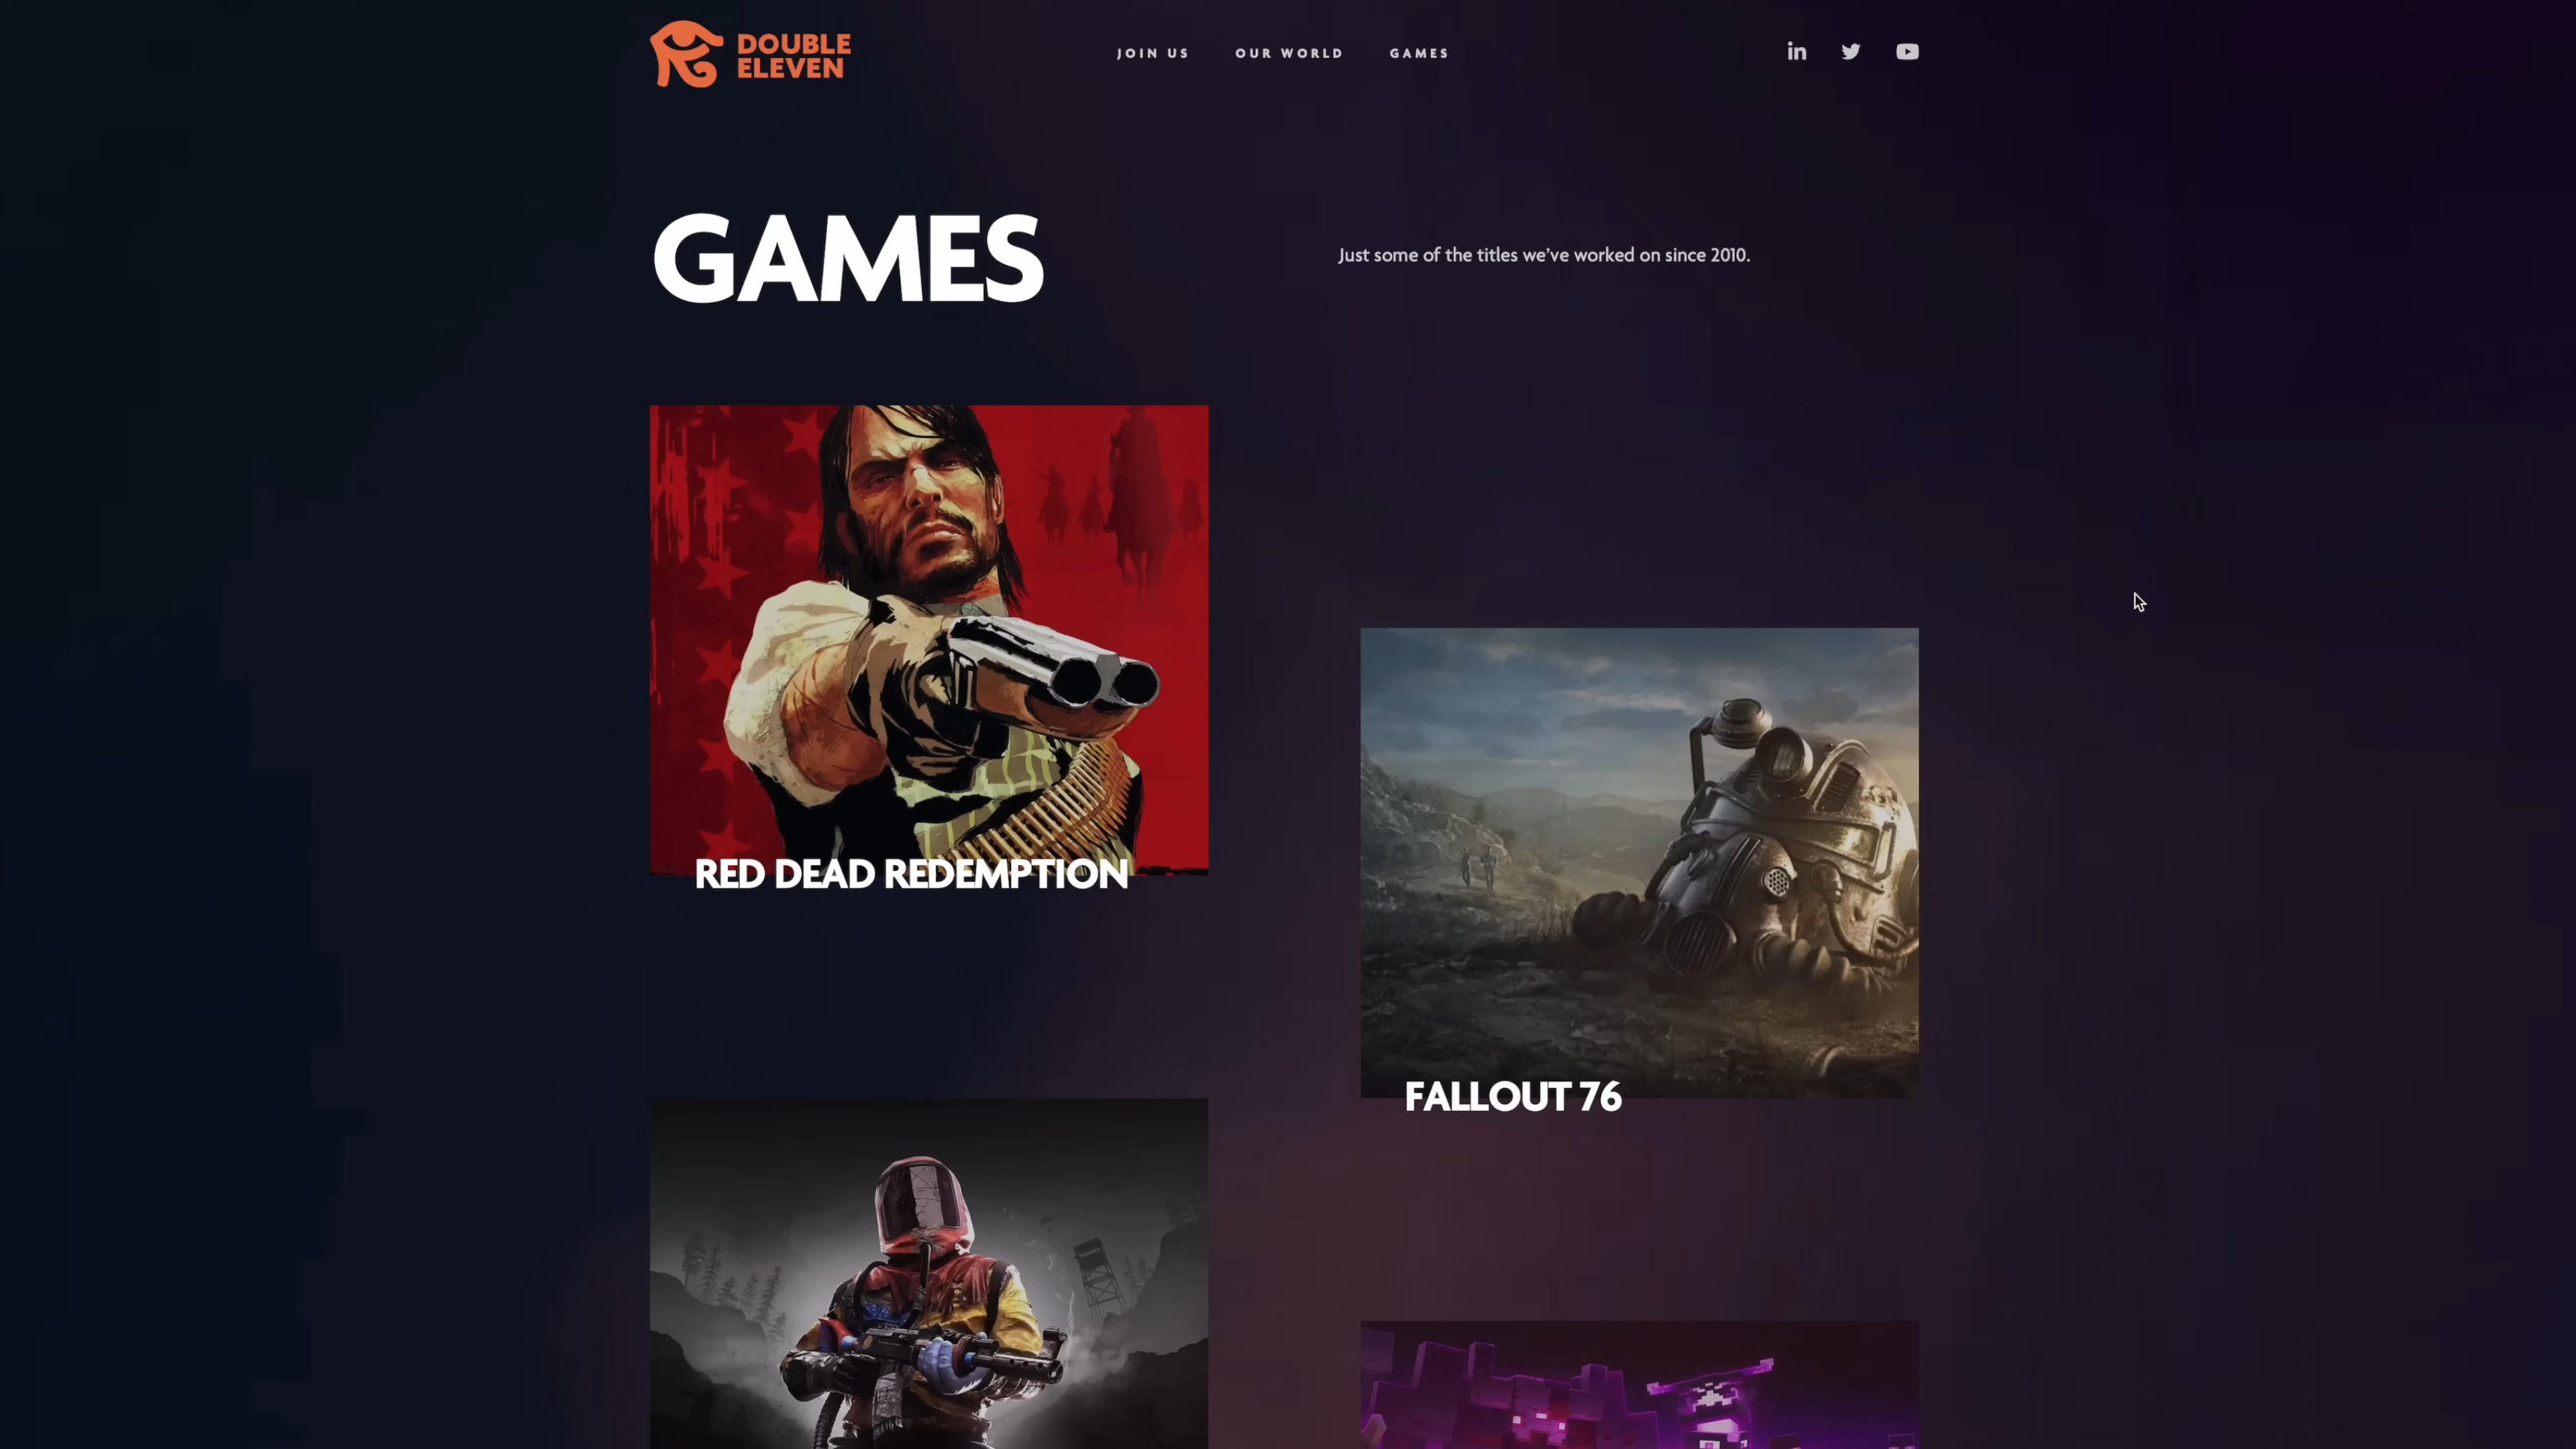 DOUBLE
ELEVEN
JOIN US
OUR WORLD
GAMES
GAMES
Just some of the titles we've worked on since 2010.
RED DEAD REDEMPTION
FALLOUT 76